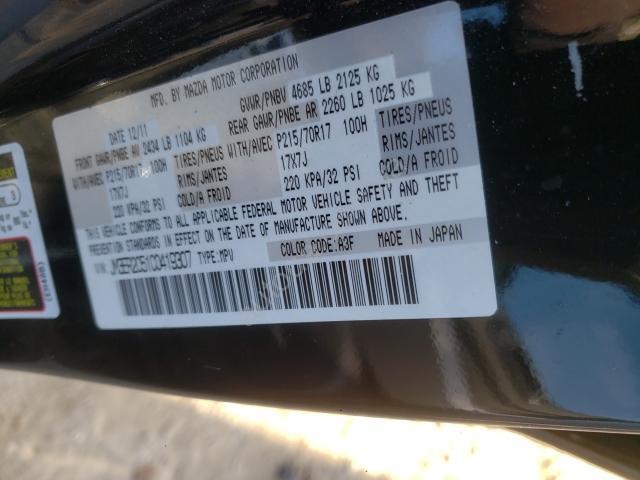 MFD. BY MAZDA MOTOR CORPORATION
DATE 12/11 GVWR/PNBV 4685 LB 2125 KG
FRONT GAWR/PNBE AV 2434 LB 1104 KG REAR GAWR/PNBE AR 2260 LB 1025 KG
WITH/AVEC P215/70R17 100H TIRES/PNEUS WITH/AVEC P215/70R17 100H TIRES/PNEUS
17X7J RIMS/JANTES 17X7J RIMS/JANTES
220 KPA/32 PSI COLD/A FROID 220 KPA/32 PSI COLD/A FROID
THIS VEHICLE CONFORMS TO ALL APPLICABLE FEDERAL MOTOR VEHICLE SAFETY AND THEFT
PREVENTION STANDARDS IN EFFECT ON THE DATE OF MANUFACTURE SHOWN ABOVE.
TYPE:MPV COLOR CODE:A3F MADE IN JAPAN
(EH4AB)